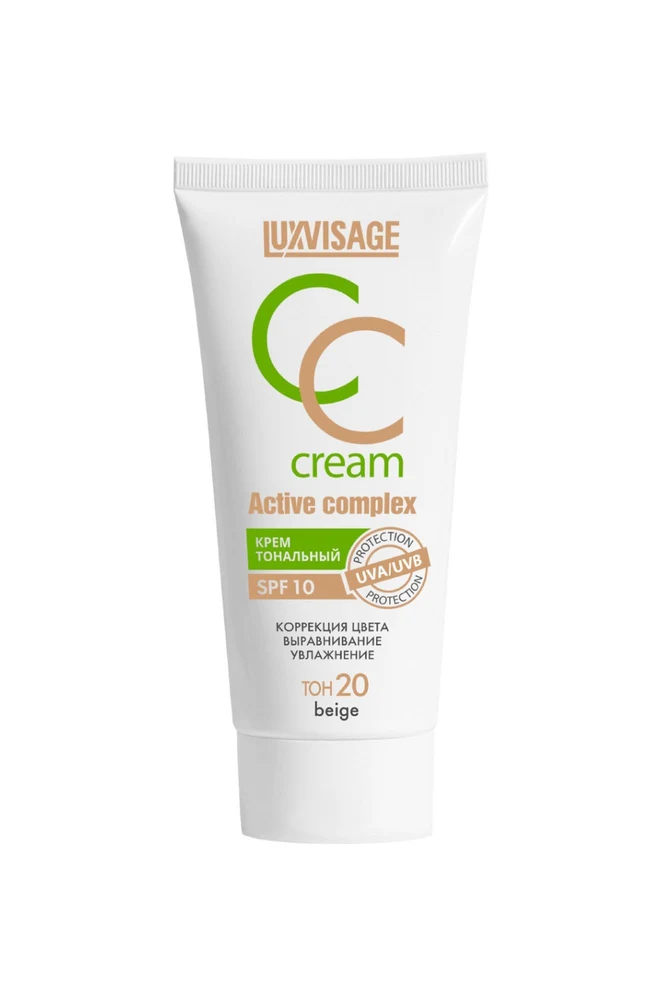 LUXVISAGE
CC
cream
Active complex
КРЕМ
ТОНАЛЬНЫЙ
SPF 10
PROTECTION
UVA/UVB
PROTECTION
КОРРЕКЦИЯ ЦВЕТА
ВЫРАВНИВАНИЕ
УВЛАЖНЕНИЕ
ТОН 20
beige